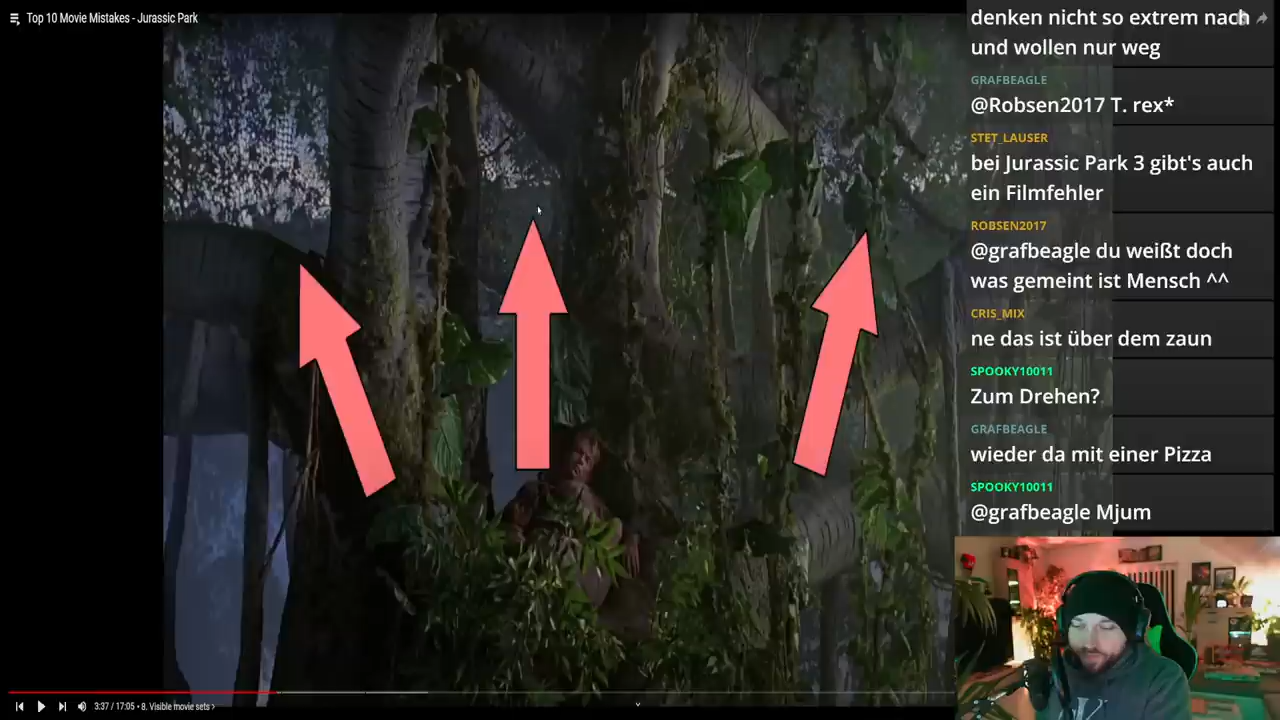 Top 10 Movie Mistakes - Jurassic Park
denken nicht so extrem nach
und wollen nur weg
GRAFBEAGLE
@Robsen2017 T. rex*
STET_LAUSER
bei Jurassic Park 3 gibt's auch
ein Filmfehler
ROBSEN2017
@grafbeagle du weißt doch
was gemeint ist Mensch ^^
CRIS_MIX
ne das ist über dem zaun
SPOOKY10011
Zum Drehen?
GRAFBEAGLE
wieder da mit einer Pizza
SPOOKY10011
@grafbeagle Mjum
3:37 / 17:05 • 8. Visible movie sets ›